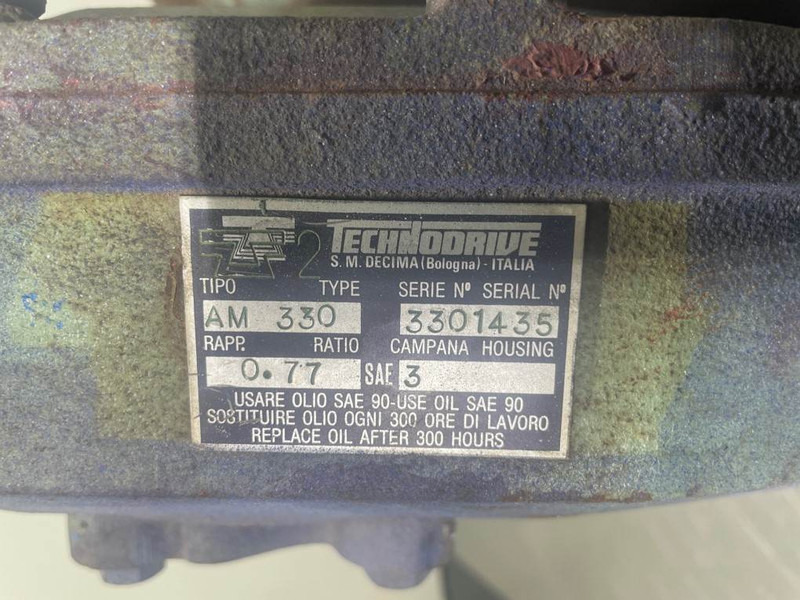 2 TECHNODRIVE
S. M. DECIMA (Bologna) - ITALIA
TIPO TYPE SERIE Nº SERIAL Nº
AM 330 3301435
RAPP. RATIO CAMPANA HOUSING
0.77 SAE 3
USARE OLIO SAE 90-USE OIL SAE 90
SOSTITUIRE OLIO OGNI 300 ORE DI LAVORO
REPLACE OIL AFTER 300 HOURS